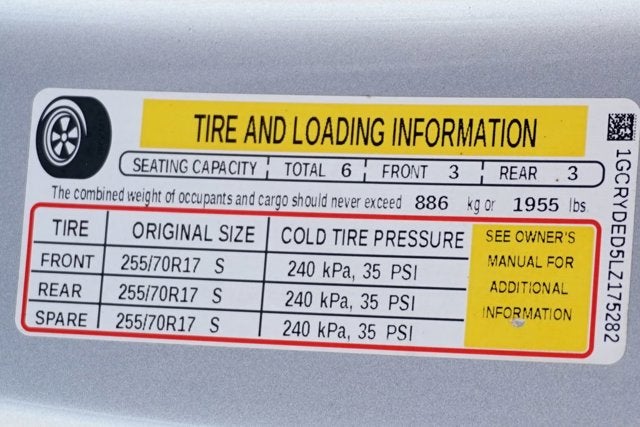 TIRE AND LOADING INFORMATION
SEATING CAPACITY TOTAL 6 FRONT 3 REAR 3
The combined weight of occupants and cargo should never exceed 886 kg or 1955 lbs.
TIRE ORIGINAL SIZE COLD TIRE PRESSURE
FRONT 255/70R17 S 240 kPa, 35 PSI
REAR 255/70R17 S 240 kPa, 35 PSI
SPARE 255/70R17 S 240 kPa, 35 PSI
SEE OWNER'S
MANUAL FOR
ADDITIONAL
INFORMATION
1GCRYDED5LZ175282